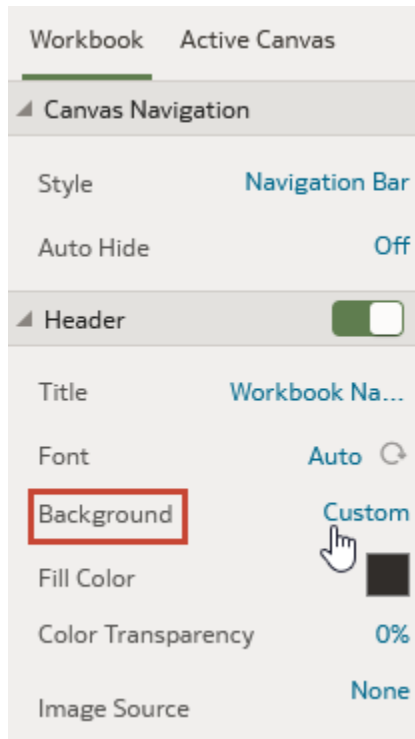 Workbook Active Canvas
Canvas Navigation
Style Navigation Bar
Auto Hide Off
Header
Title Workbook Na...
Font Auto
Background Custom
Fill Color
Color Transparency 0%
Image Source None